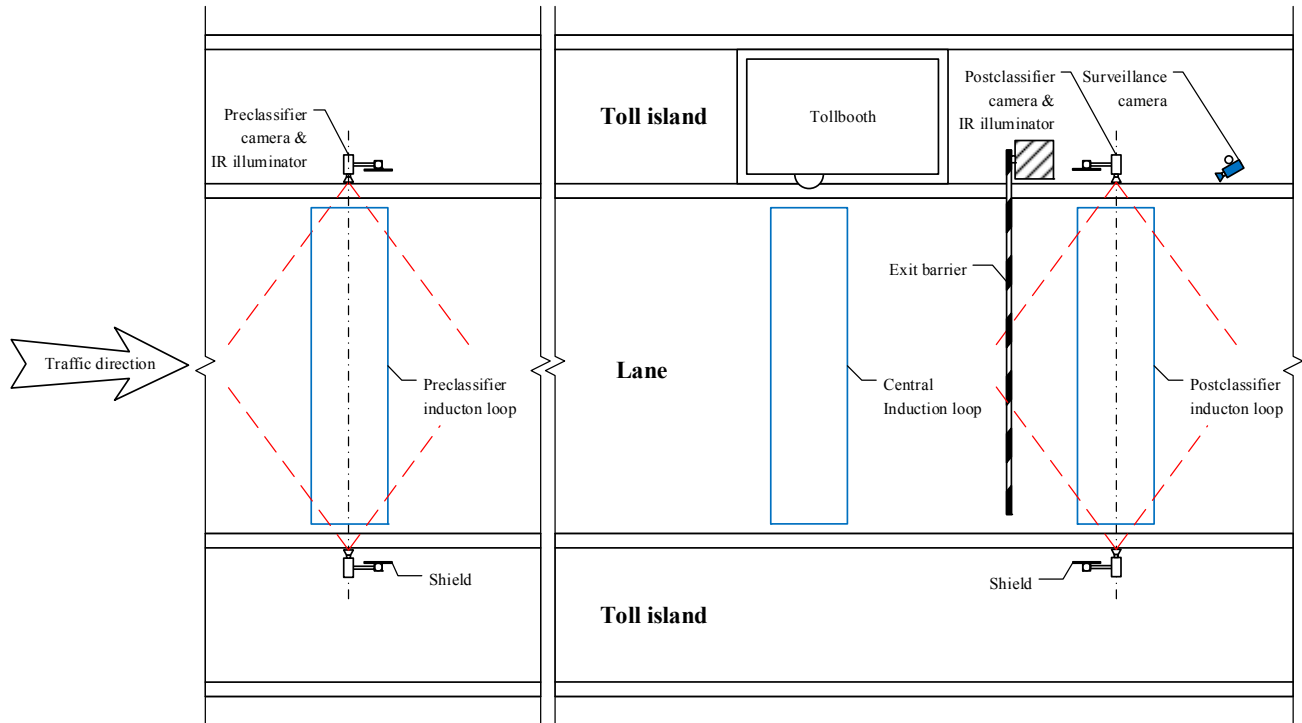 Preclassifier
camera &
IR illuminator
Toll island
Tollbooth
Postclassifier
camera &
IR illuminator
Surveillance
camera
Exit barrier
Traffic direction
Lane
Preclassifier
inducton loop
Central
Induction loop
Postclassifier
inducton loop
Shield
Shield
Toll island